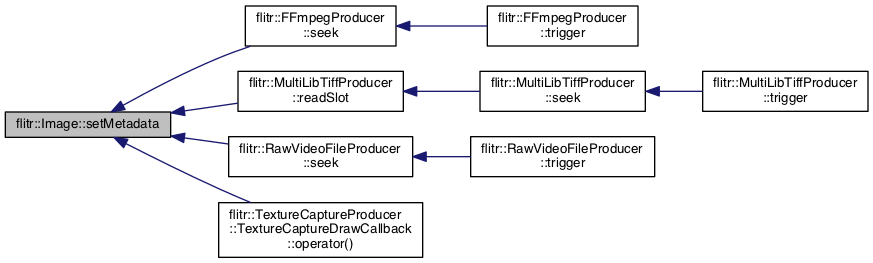 flitr::FFmpegProducer
::seek
flitr::FFmpegProducer
::trigger
flitr::MultiLibTiffProducer
::readSlot
flitr::MultiLibTiffProducer
::seek
flitr::MultiLibTiffProducer
::trigger
flitr::Image::setMetadata
flitr::RawVideoFileProducer
::seek
flitr::RawVideoFileProducer
::trigger
flitr::TextureCaptureProducer
::TextureCaptureDrawCallback
::operator()